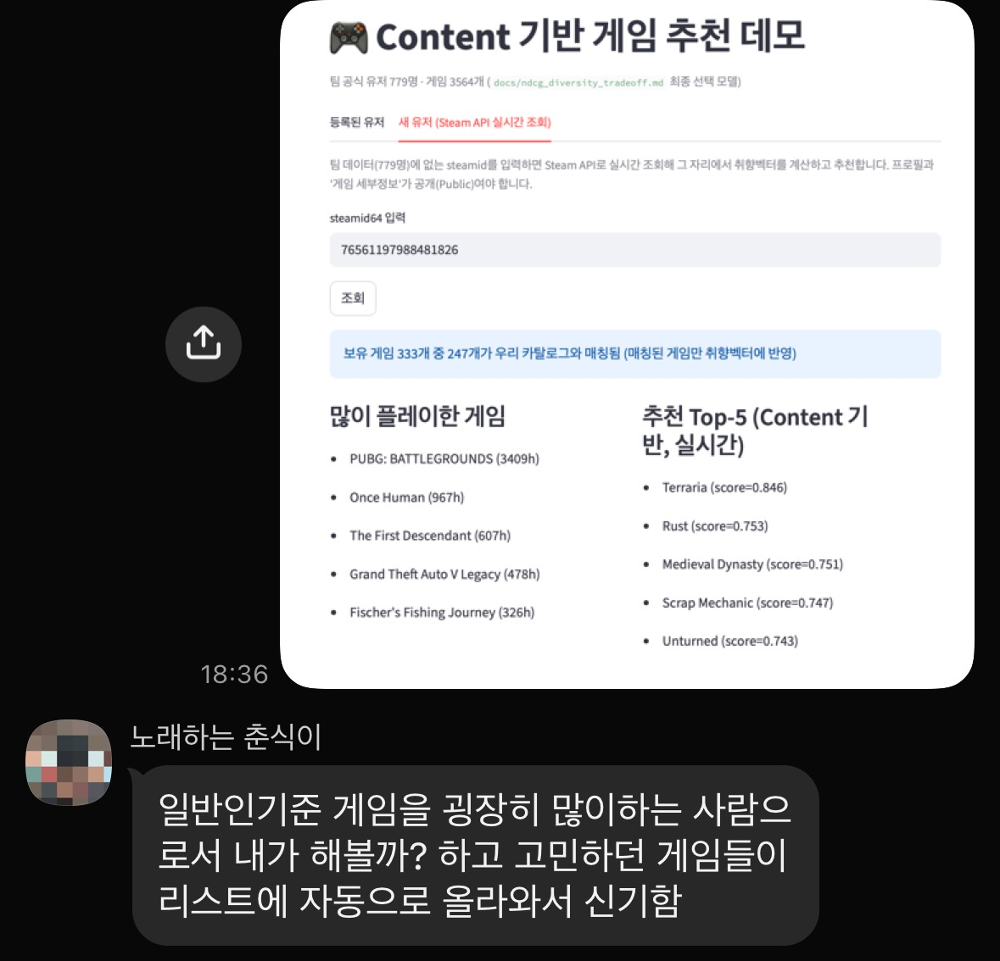 🎮 Content 기반 게임 추천 데모
팀 공식 유저 779명 · 게임 3564개 ( docs/ndcg_diversity_tradeoff.md 최종 선택 모델)
등록된 유저 새 유저 (Steam API 실시간 조회)
팀 데이터(779명)에 없는 steamid를 입력하면 Steam API로 실시간 조회해 그 자리에서 취향벡터를 계산하고 추천합니다. 프로필과
'게임 세부정보'가 공개(Public)여야 합니다.
steamid64 입력
76561197988481826
조회
보유 게임 333개 중 247개가 우리 카탈로그와 매칭됨 (매칭된 게임만 취향벡터에 반영)
많이 플레이한 게임
• PUBG: BATTLEGROUNDS (3409h)
• Once Human (967h)
• The First Descendant (607h)
• Grand Theft Auto V Legacy (478h)
• Fischer's Fishing Journey (326h)
추천 Top-5 (Content 기
반, 실시간)
• Terraria (score=0.846)
• Rust (score=0.753)
• Medieval Dynasty (score=0.751)
• Scrap Mechanic (score=0.747)
• Unturned (score=0.743)
18:36
노래하는 춘식이
일반인기준 게임을 굉장히 많이하는 사람으
로서 내가 해볼까? 하고 고민하던 게임들이
리스트에 자동으로 올라와서 신기함